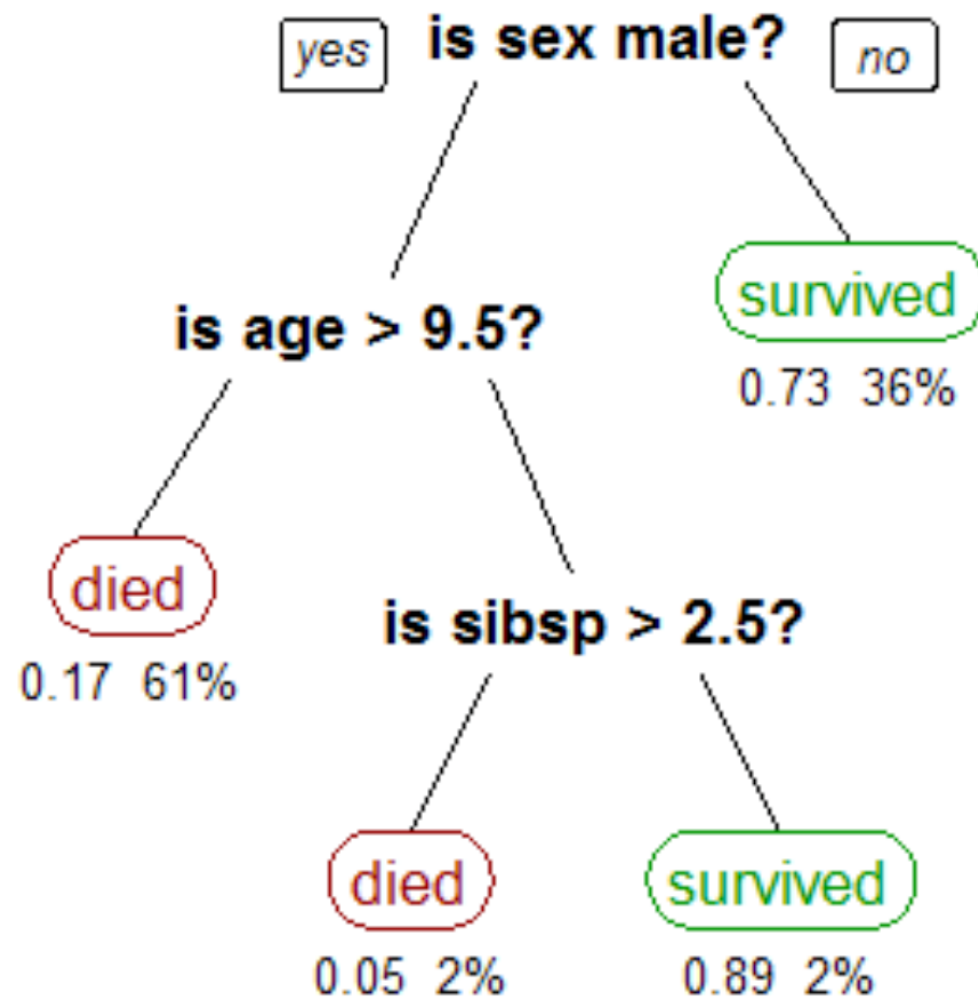 yes is sex male? no
is age > 9.5?
survived
0.73 36%
died
0.17 61%
is sibsp > 2.5?
died survived
0.05 2% 0.89 2%